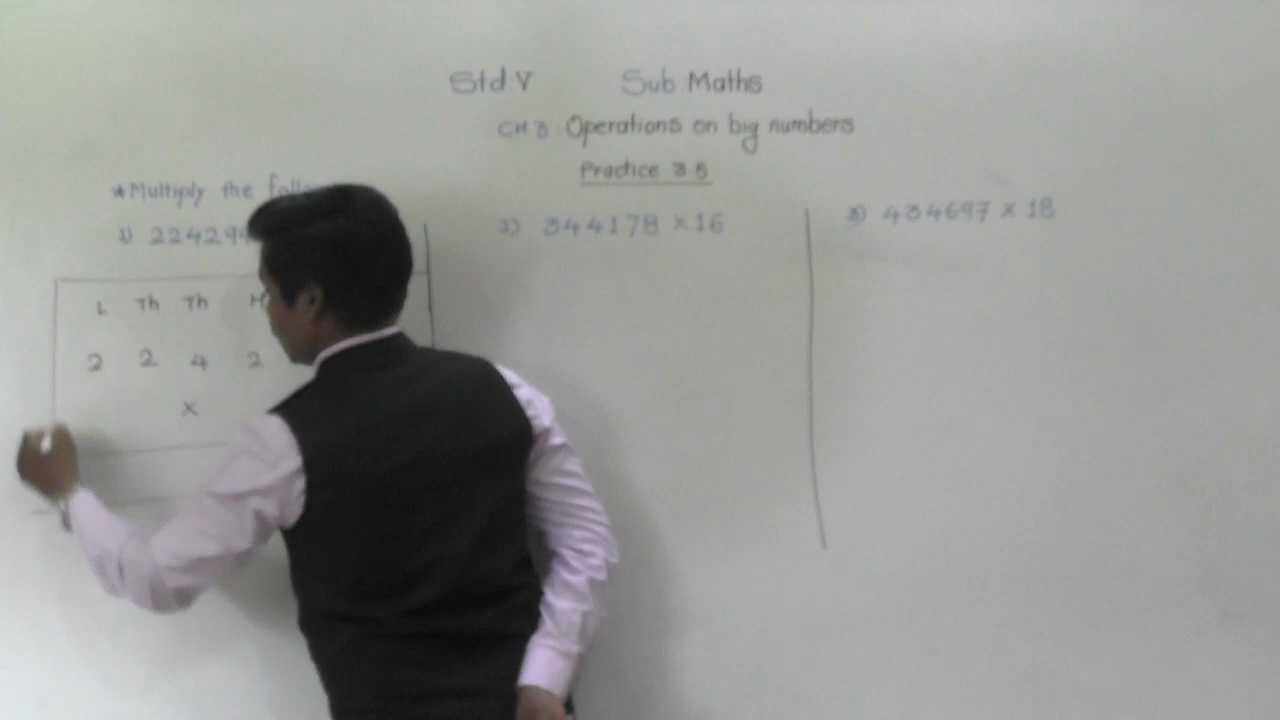 Std. V Sub Maths
CH 3 : Operations on big numbers
Practice 3.5
* Multiply the
1)
2) 344178 × 16
3) 434697 × 18
L Th Th
2 2 4 2
×